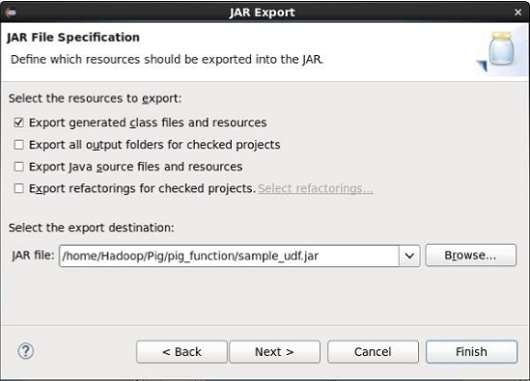 JAR Export
JAR File Specification
Define which resources should be exported into the JAR.
Select the resources to export:
Export generated class files and resources
Export all output folders for checked projects
Export Java source files and resources
Export refactorings for checked projects. Select refactorings...
Select the export destination:
JAR file: /home/Hadoop/Pig/pig_function/sample_udf.jar Browse...
? < Back Next > Cancel Finish